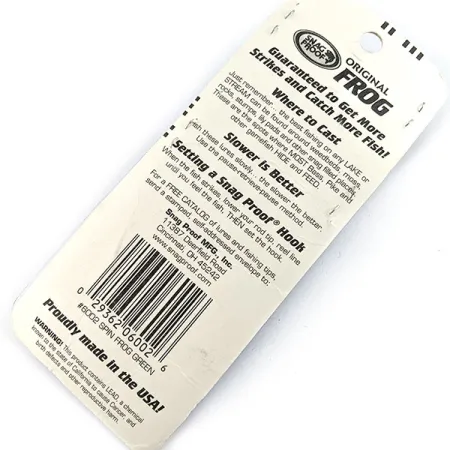 SNAG
PROOF
ORIGINAL
FROG
Guaranteed to Get More
Strikes and Catch More Fish!
Where to Cast
Just remember - the best fishing on any LAKE or
STREAM can be found around weedbeds, moss,
rocks, stumps, lily pads and other snag filled places.
These are the spots where MOST Bass, Pike and
other gamefish HIDE and FEED.
Slower is Better
Fish these lures slowly... the slower the better.
Use the pause-retrieve-pause method.
Setting a Snag Proof® Hook
When the fish strikes, lower your rod tip, reel line
until you feel the fish, THEN set the hook.
For a FREE CATALOG of lures and fishing tips,
send a stamped, self-addressed envelope to:
Snag Proof MFG., Inc.
11387 Deerfield Road
Cincinnati, OH 45242
www.snagproof.com
0 29362 06002 6
#6002 SPIN FROG GREEN
Proudly made in the USA!
WARNING! This product contains LEAD, a chemical
known to the state of California to cause Cancer and
birth defects and other reproductive harm.